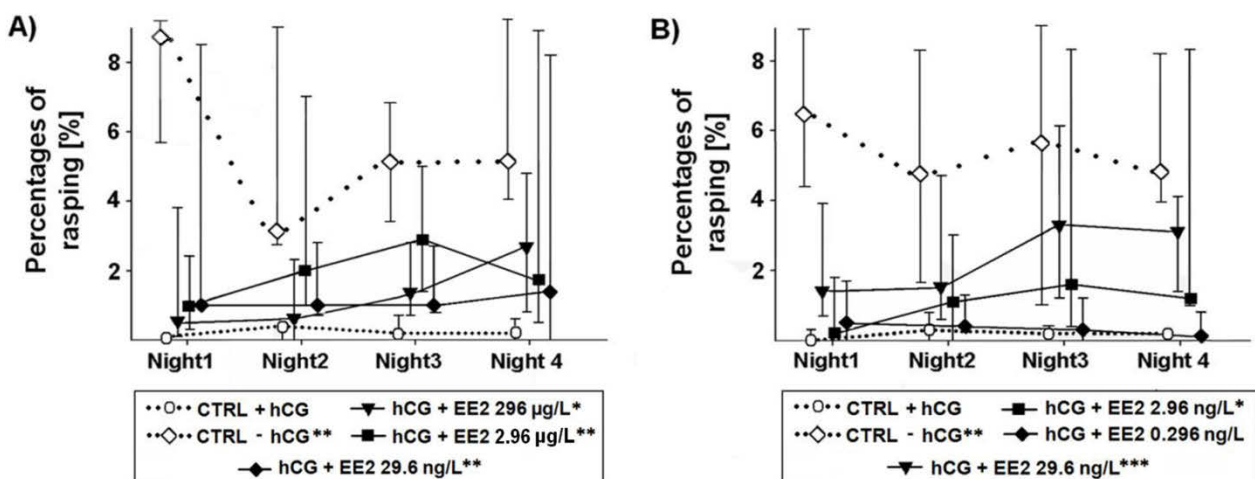 A)
Percentages of
rasping [%]
8
6
4
2
Night1 Night2 Night3 Night 4
CTRL + hCG hCG + EE2 296 µg/L*
CTRL - hCG** hCG + EE2 2.96 µg/L**
hCG + EE2 29.6 ng/L**
B)
Percentages of
rasping [%]
8
6
4
2
Night1 Night2 Night3 Night 4
CTRL + hCG hCG + EE2 2.96 ng/L*
CTRL - hCG** hCG + EE2 0.296 ng/L
hCG + EE2 29.6 ng/L***